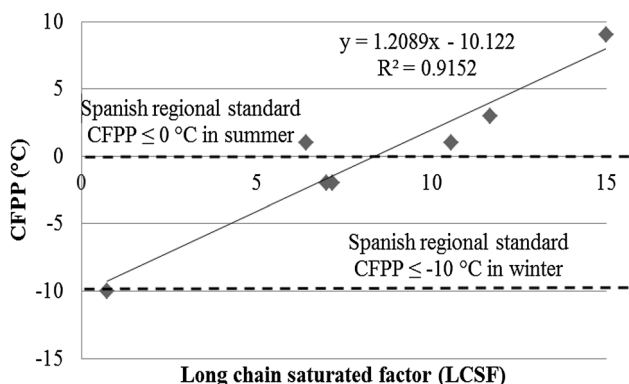 10
y = 1.2089x - 10.122
R² = 0.9152
5
Spanish regional standard
CFPP ≤ 0 °C in summer
0
0
5
10
15
CFPP (°C)
-5
Spanish regional standard
CFPP ≤ -10 °C in winter
-10
-15
Long chain saturated factor (LCSF)